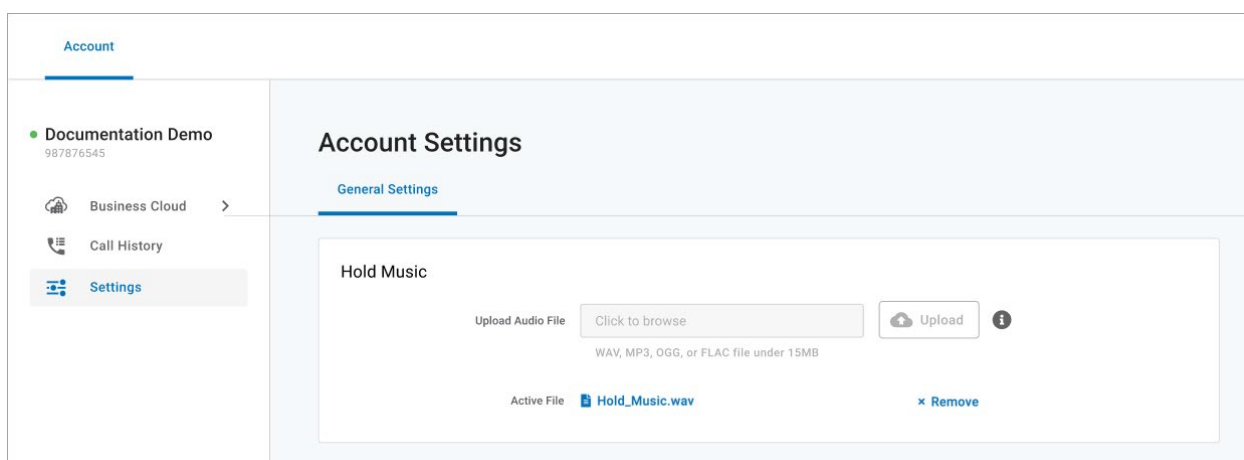 Account
Documentation Demo
987876545
Business Cloud
Call History
Settings
Account Settings
General Settings
Hold Music
Upload Audio File Click to browse Upload
WAV, MP3, OGG, or FLAC file under 15MB
Active File Hold_Music.wav × Remove